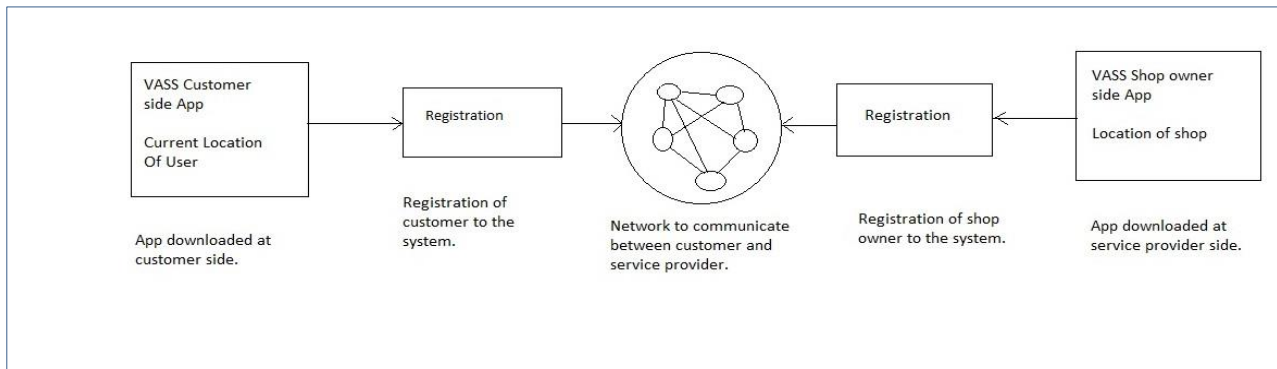 VASS Customer
side App
Current Location
Of User
App downloaded at
customer side.
Registration
Registration of
customer to the
system.
Network to communicate
between customer and
service provider.
Registration
Registration of shop
owner to the system.
VASS Shop owner
side App
Location of shop
App downloaded at
service provider side.